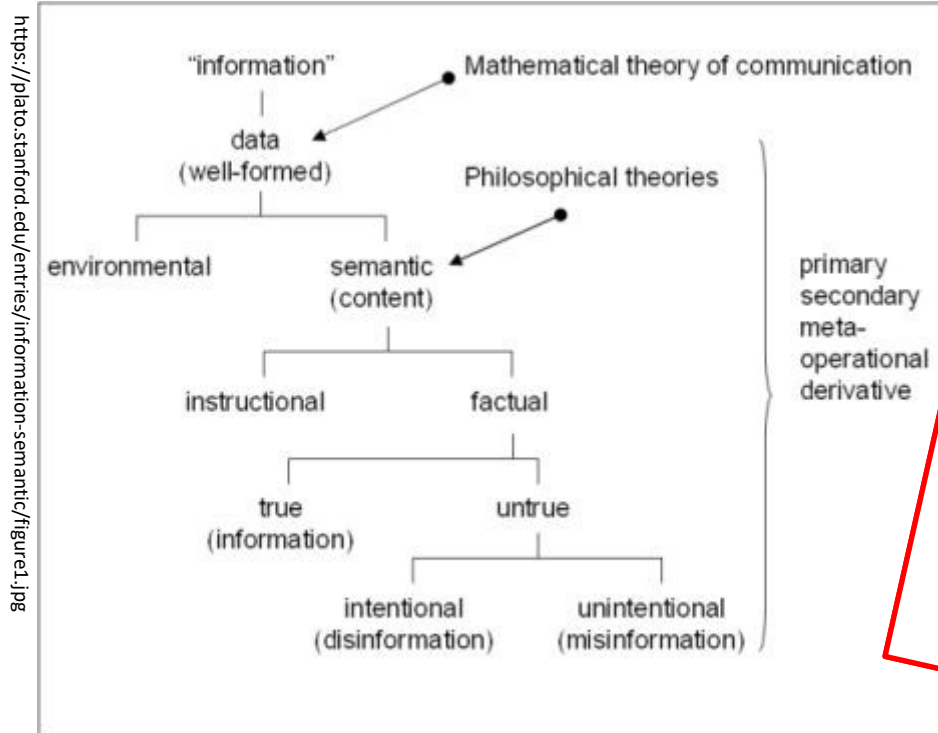 https://plato.stanford.edu/entries/information-semantic/figure1.jpg
“information”
Mathematical theory of communication
data
(well-formed)
Philosophical theories
environmental
semantic
(content)
primary
secondary
meta-
operational
derivative
instructional
factual
true
(information)
untrue
intentional
(disinformation)
unintentional
(misinformation)